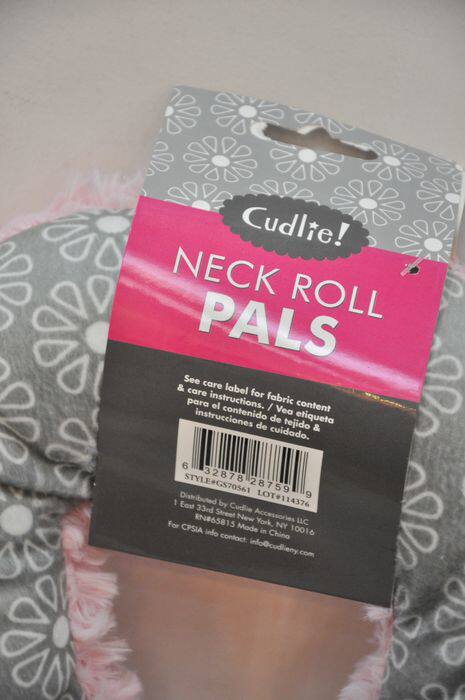 Cudlie!
NECK ROLL
PALS
See care label for fabric content
& care instructions. / Vea etiqueta
para el contenido de tejido &
instrucciones de cuidado.
6 32878 28759 9
STYLE#GS70561 LOT#114376
Distributed by Cudlie Accessories LLC
1 East 33rd Street New York, NY 10016
RN#65815 Made in China
For CPSIA info contact: info@cudlieny.com